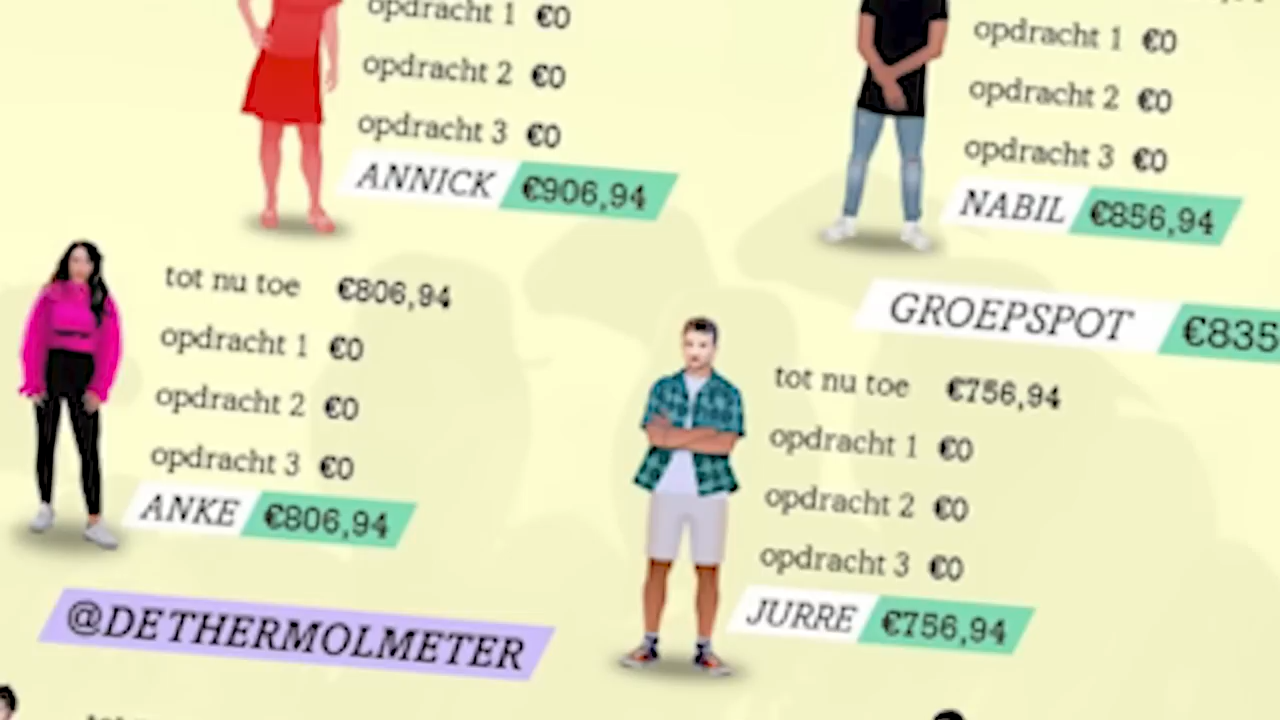 opdracht 1 €0
opdracht 2 €0
opdracht 3 €0
ANNICK €906,94
opdracht 1 €0
opdracht 2 €0
opdracht 3 €0
NABIL €856,94
tot nu toe €806,94
opdracht 1 €0
opdracht 2 €0
opdracht 3 €0
ANKE €806,94
GROEPSPOT €835
tot nu toe €756,94
opdracht 1 €0
opdracht 2 €0
opdracht 3 €0
JURRE €756,94
@DETHERMOLMETER